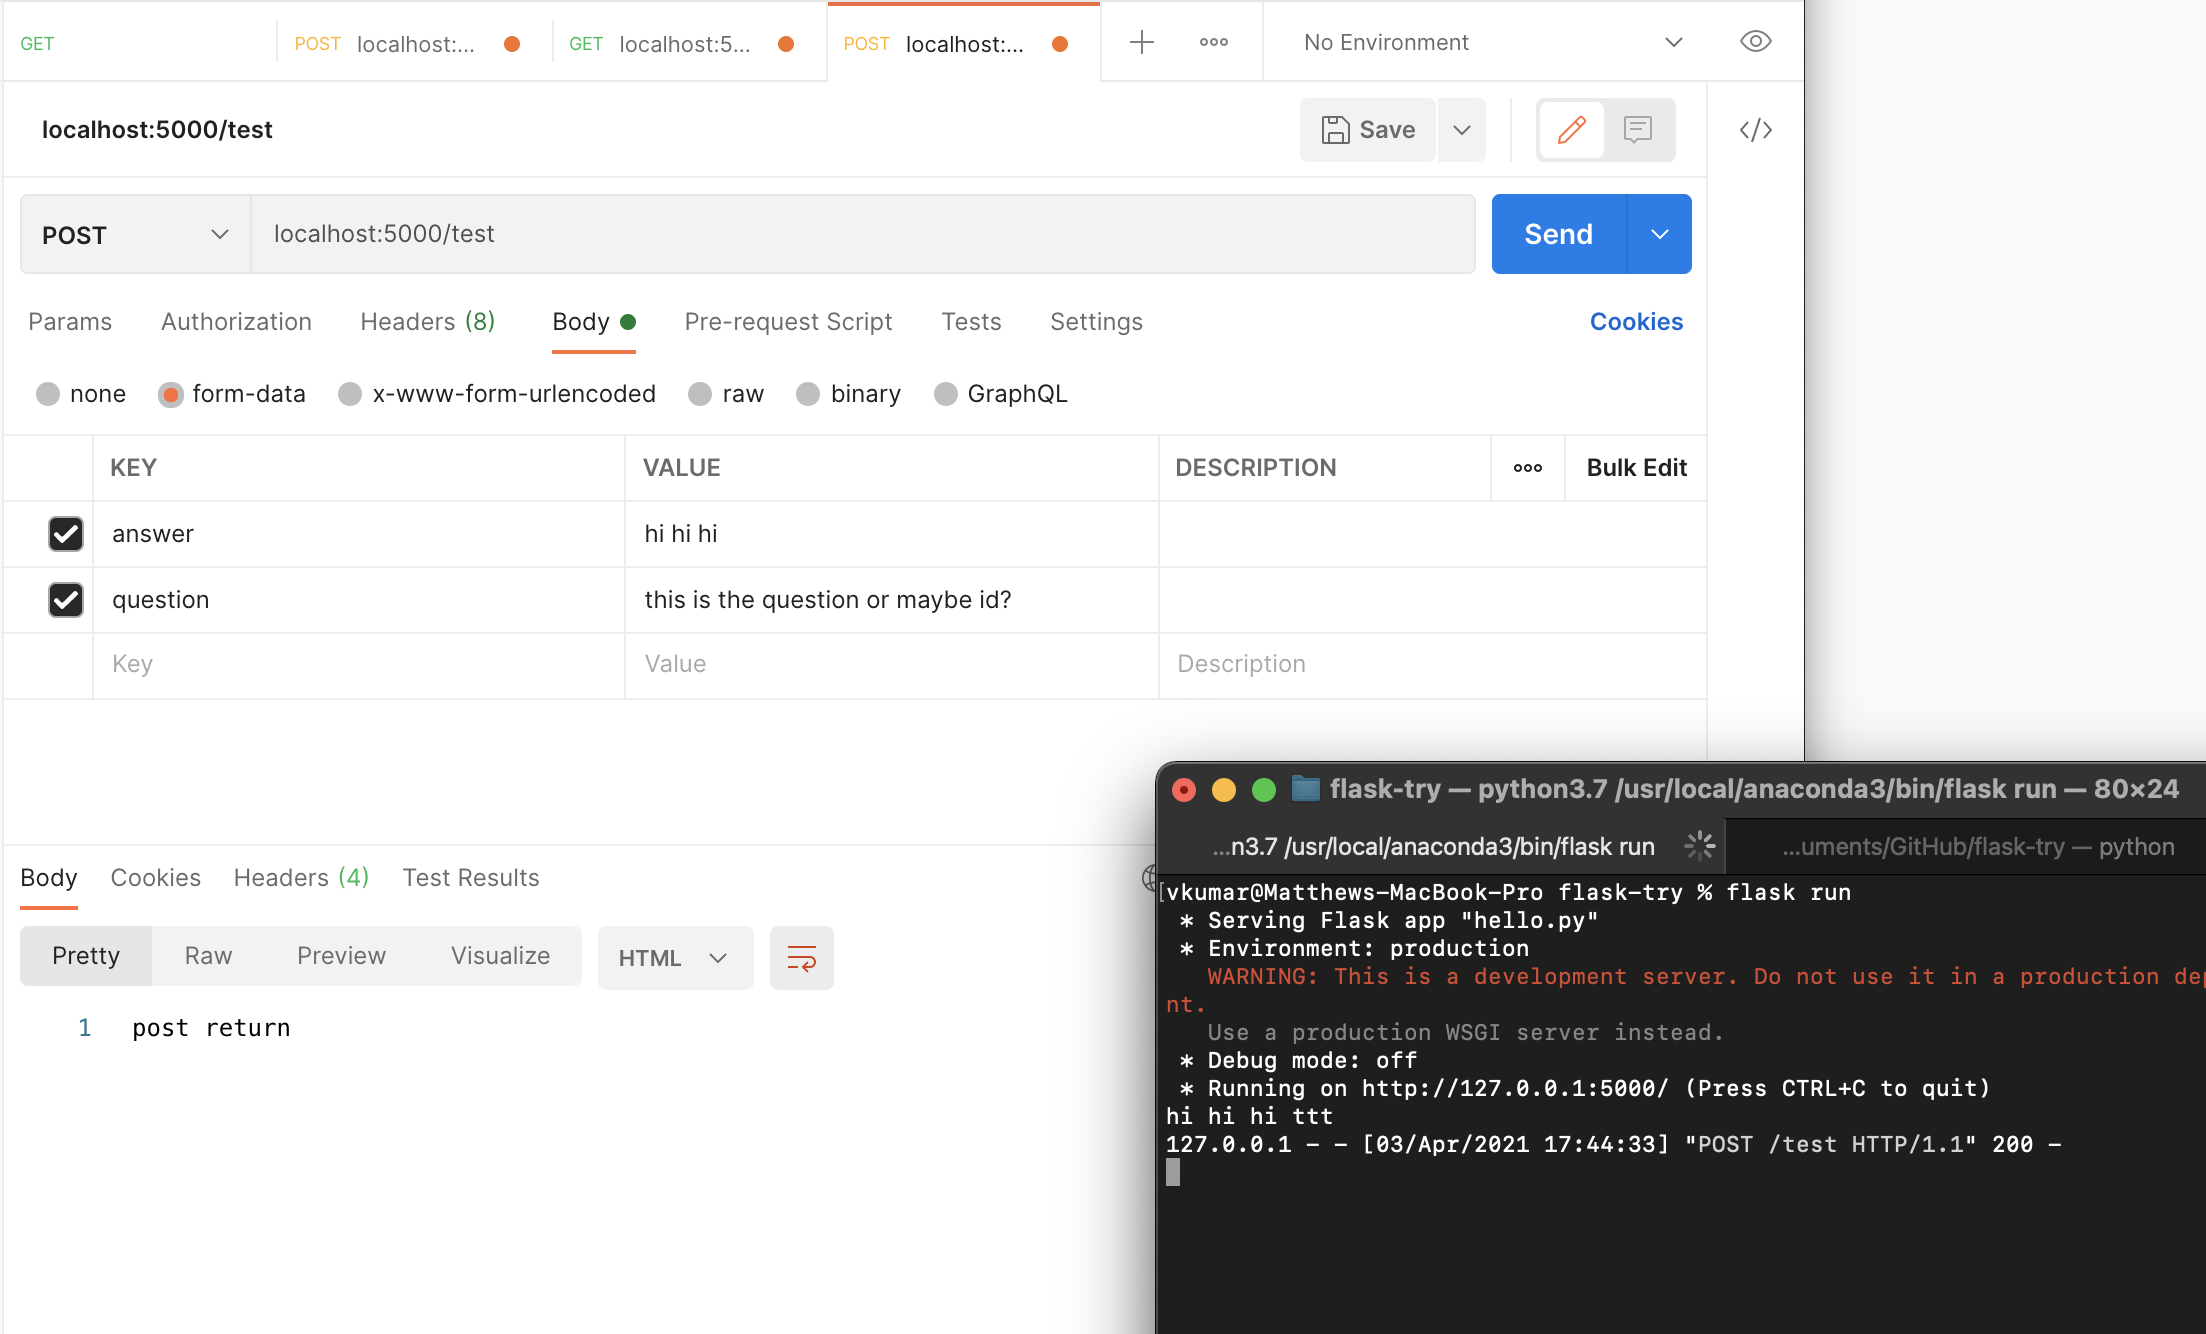 GET POST localhost:... GET localhost:5... POST localhost:... No Environment
localhost:5000/test Save
POST localhost:5000/test Send
Params Authorization Headers (8) Body Pre-request Script Tests Settings Cookies
none form-data x-www-form-urlencoded raw binary GraphQL
KEY VALUE DESCRIPTION Bulk Edit
answer hi hi hi
question this is the question or maybe id?
Key Value Description
Body Cookies Headers (4) Test Results
Pretty Raw Preview Visualize HTML
1 post return
flask-try — python3.7 /usr/local/anaconda3/bin/flask run — 80×24
...n3.7 /usr/local/anaconda3/bin/flask run ...uments/GitHub/flask-try — python
[vkumar@Matthews-MacBook-Pro flask-try % flask run
* Serving Flask app "hello.py"
* Environment: production
WARNING: This is a development server. Do not use it in a production dep
nt.
Use a production WSGI server instead.
* Debug mode: off
* Running on http://127.0.0.1:5000/ (Press CTRL+C to quit)
hi hi hi ttt
127.0.0.1 - - [03/Apr/2021 17:44:33] "POST /test HTTP/1.1" 200 -